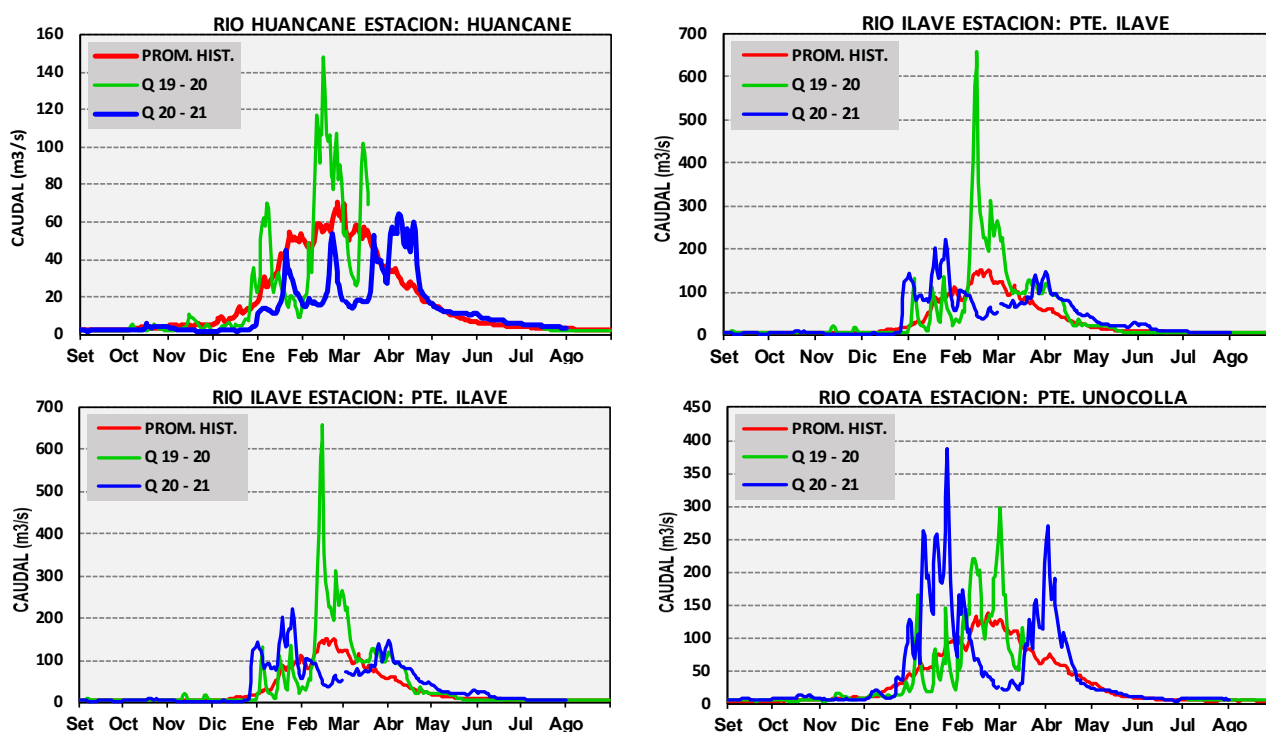 RIO HUANCANE ESTACION: HUANCANE
CAUDAL (m3/s)
160
140
120
100
80
60
40
20
0
PROM. HIST.
Q 19 - 20
Q 20 - 21
Set Oct Nov Dic Ene Feb Mar Abr May Jun Jul Ago
RIO ILAVE ESTACION: PTE. ILAVE
CAUDAL (m3/s)
700
600
500
400
300
200
100
0
PROM. HIST.
Q 19 - 20
Q 20 - 21
Set Oct Nov Dic Ene Feb Mar Abr May Jun Jul Ago
RIO ILAVE ESTACION: PTE. ILAVE
CAUDAL (m3/s)
700
600
500
400
300
200
100
0
PROM. HIST.
Q 19 - 20
Q 20 - 21
Set Oct Nov Dic Ene Feb Mar Abr May Jun Jul Ago
RIO COATA ESTACION: PTE. UNOCOLLA
CAUDAL (m3/s)
450
400
350
300
250
200
150
100
50
0
PROM. HIST.
Q 19 - 20
Q 20 - 21
Set Oct Nov Dic Ene Feb Mar Abr May Jun Jul Ago